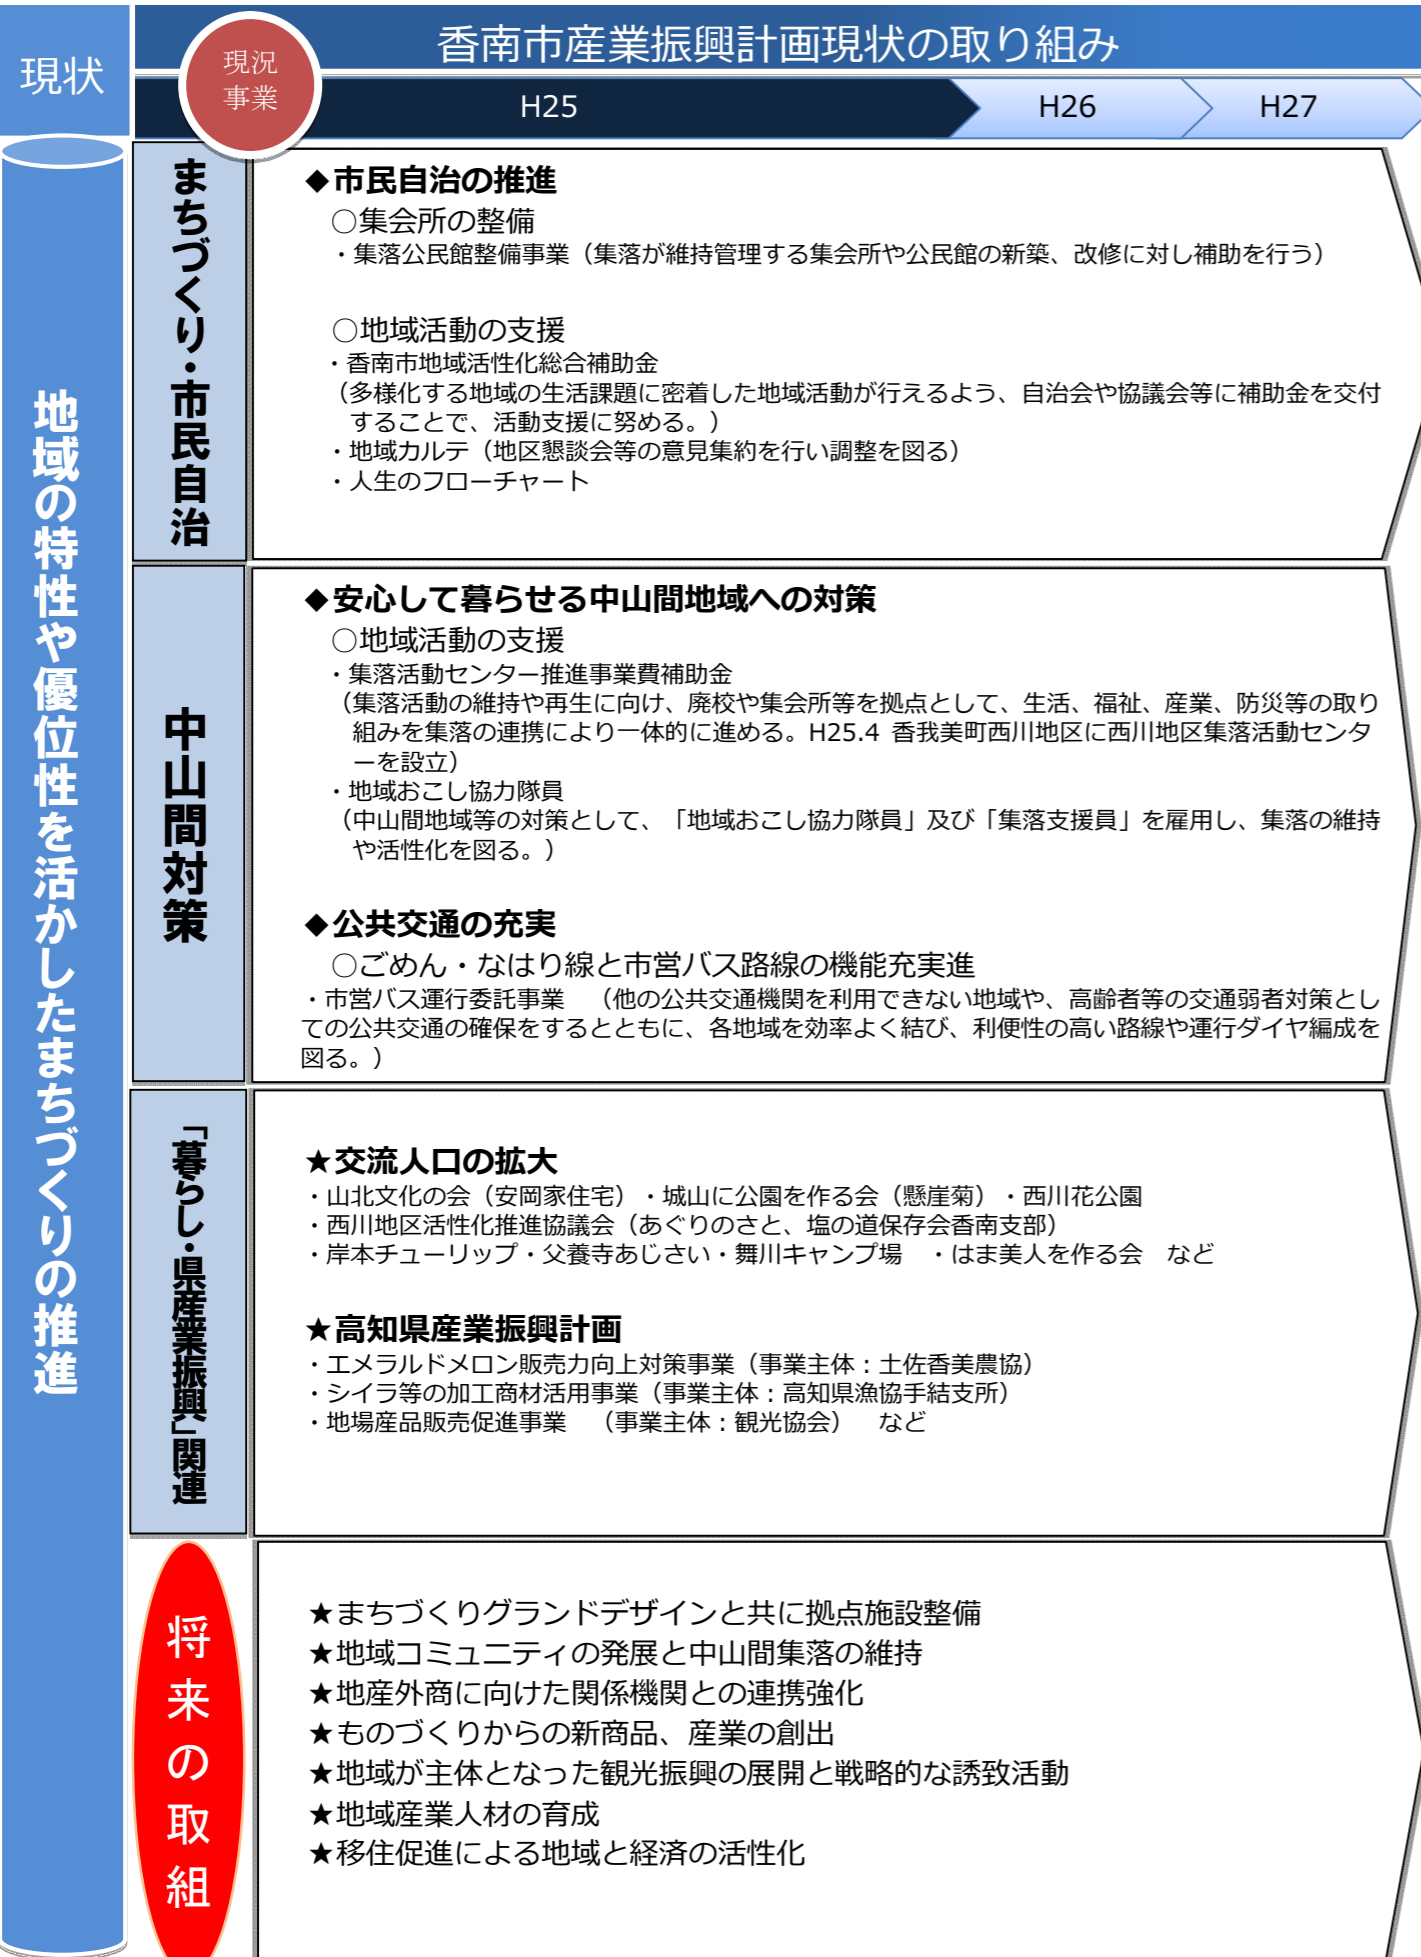 現状
現況
事業
香南市産業振興計画現状の取り組み
H25
H26
H27
地域の特性や優位性を活かしたまちづくりの推進
まちづくり・市民自治
◆市民自治の推進
○集会所の整備
・集落公民館整備事業（集落が維持管理する集会所や公民館の新築、改修に対し補助を行う）
○地域活動の支援
・香南市地域活性化総合補助金
（多様化する地域の生活課題に密着した地域活動が行えるよう、自治会や協議会等に補助金を交付
することで、活動支援に努める。）
・地域カルテ（地区懇談会等の意見集約を行い調整を図る）
・人生のフローチャート
中山間対策
◆安心して暮らせる中山間地域への対策
○地域活動の支援
・集落活動センター推進事業費補助金
（集落活動の維持や再生に向け、廃校や集会所等を拠点として、生活、福祉、産業、防災等の取り
組みを集落の連携により一体的に進める。H25.4 香我美町西川地区に西川地区集落活動センタ
ーを設立）
・地域おこし協力隊員
（中山間地域等の対策として、「地域おこし協力隊員」及び「集落支援員」を雇用し、集落の維持
や活性化を図る。）
◆公共交通の充実
○ごめん・なはり線と市営バス路線の機能充実進
・市営バス運行委託事業　（他の公共交通機関を利用できない地域や、高齢者等の交通弱者対策とし
ての公共交通の確保をするとともに、各地域を効率よく結び、利便性の高い路線や運行ダイヤ編成を
図る。）
「暮らし・県産業振興」関連
★交流人口の拡大
・山北文化の会（安岡家住宅）・城山に公園を作る会（懸崖菊）・西川花公園
・西川地区活性化推進協議会（あぐりのさと、塩の道保存会香南支部）
・岸本チューリップ・父養寺あじさい・舞川キャンプ場　・はま美人を作る会　など
★高知県産業振興計画
・エメラルドメロン販売力向上対策事業（事業主体：土佐香美農協）
・シイラ等の加工商材活用事業（事業主体：高知県漁協手結支所）
・地場産品販売促進事業　（事業主体：観光協会）　など
将来の取組
★まちづくりグランドデザインと共に拠点施設整備
★地域コミュニティの発展と中山間集落の維持
★地産外商に向けた関係機関との連携強化
★ものづくりからの新商品、産業の創出
★地域が主体となった観光振興の展開と戦略的な誘致活動
★地域産業人材の育成
★移住促進による地域と経済の活性化